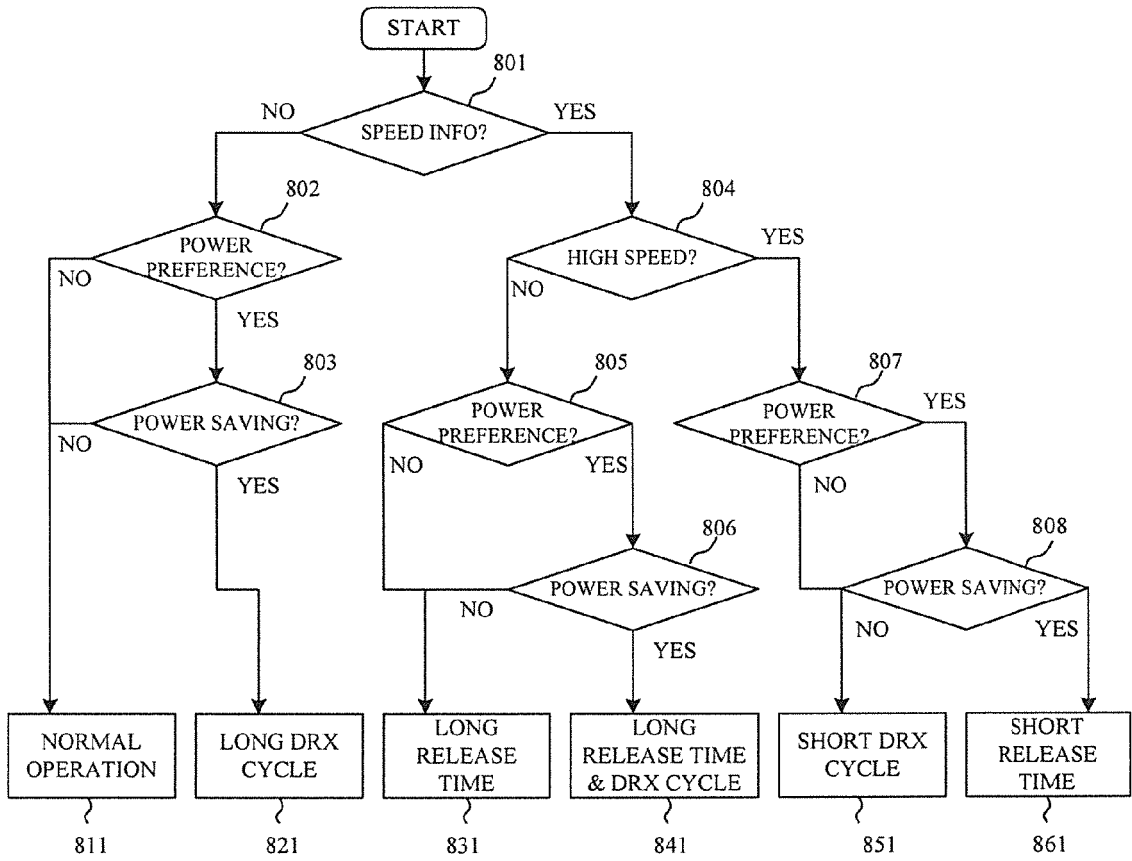 START
801
NO
YES
SPEED INFO?
802
804
POWER
PREFERENCE?
NO
YES
HIGH SPEED?
YES
NO
803
805
807
POWER SAVING?
NO
YES
POWER
PREFERENCE?
NO
YES
POWER
PREFERENCE?
YES
NO
806
808
POWER SAVING?
NO
YES
POWER SAVING?
NO
YES
NORMAL
OPERATION
LONG DRX
CYCLE
LONG
RELEASE
TIME
LONG
RELEASE TIME
& DRX CYCLE
SHORT DRX
CYCLE
SHORT
RELEASE
TIME
811
821
831
841
851
861